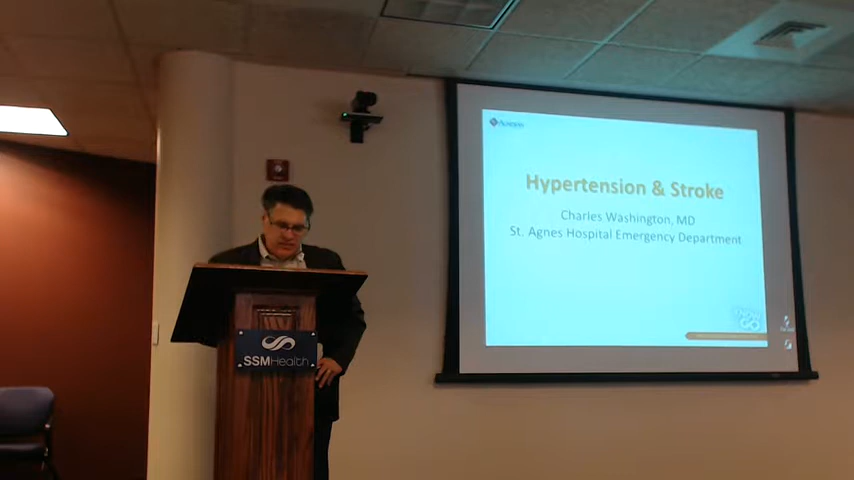 Hypertension & Stroke
Charles Washington, MD
St. Agnes Hospital Emergency Department
SSMHealth